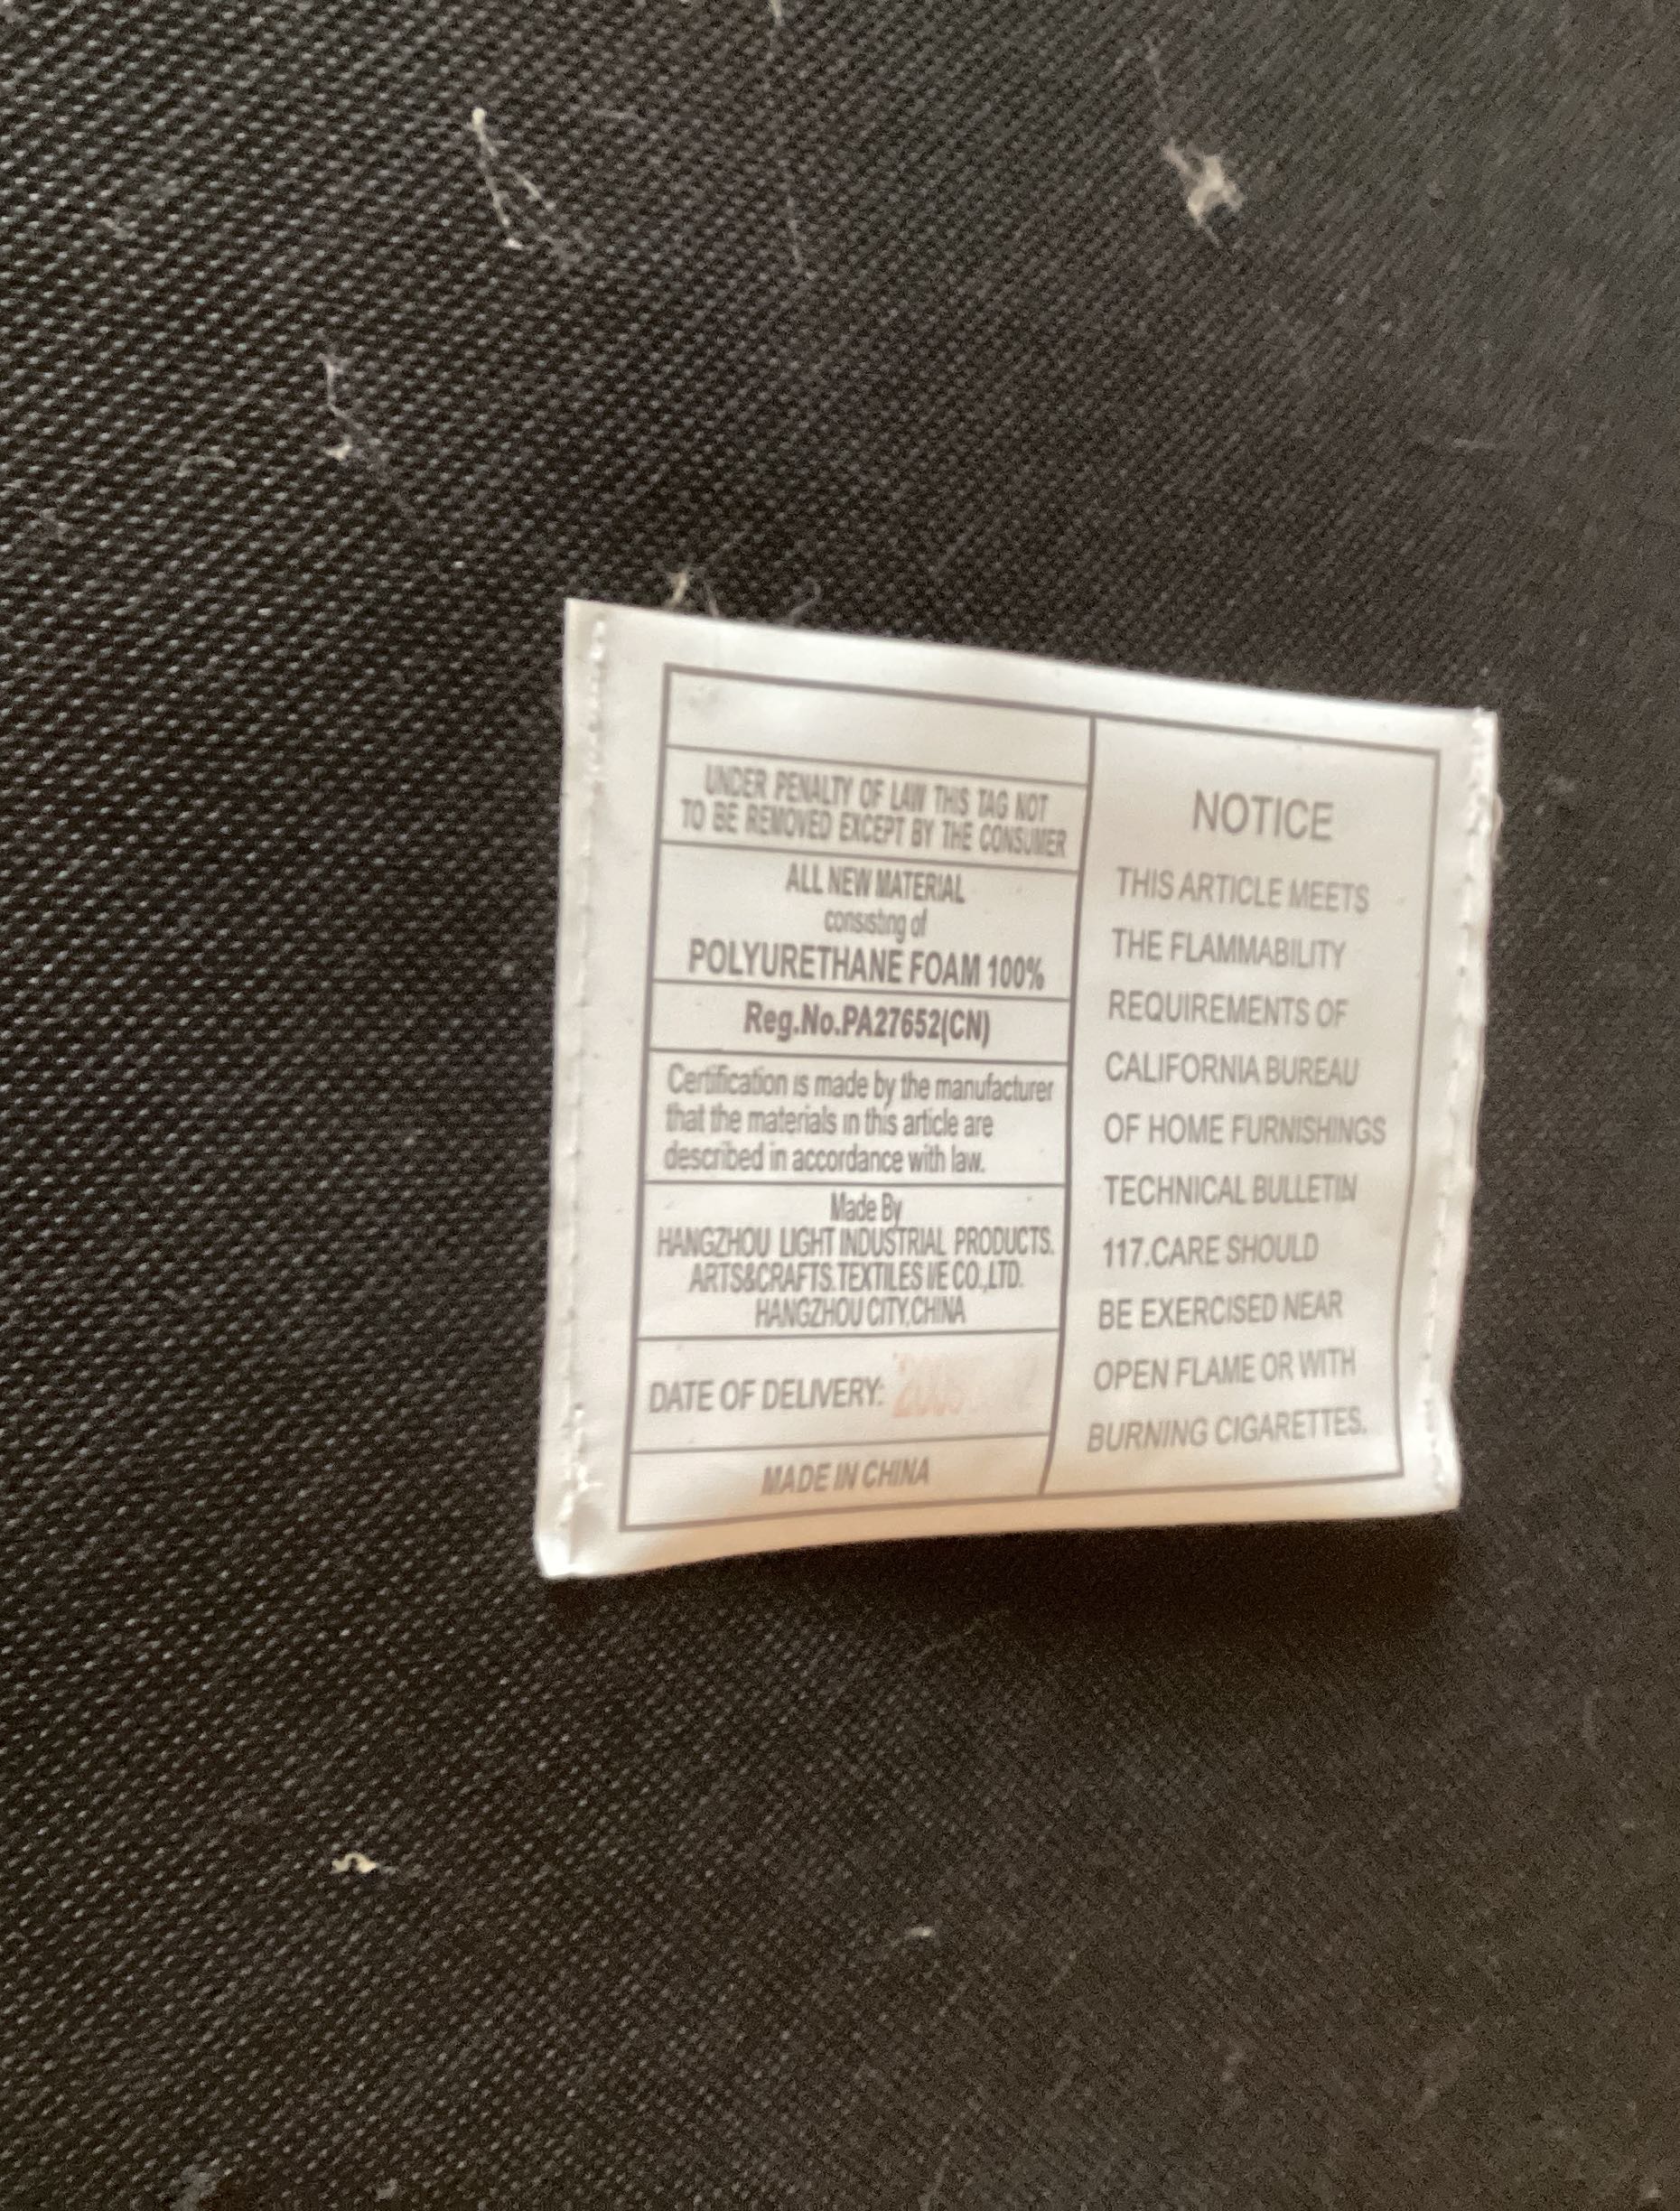 UNDER PENALTY OF LAW THIS TAG NOT
TO BE REMOVED EXCEPT BY THE CONSUMER
ALL NEW MATERIAL
consisting of
POLYURETHANE FOAM 100%
Reg.No.PA27652(CN)
Certification is made by the manufacturer
that the materials in this article are
described in accordance with law.
Made By
HANGZHOU LIGHT INDUSTRIAL PRODUCTS.
ARTS&CRAFTS.TEXTILES I/E CO.,LTD.
HANGZHOU CITY,CHINA
DATE OF DELIVERY:
MADE IN CHINA
NOTICE
THIS ARTICLE MEETS
THE FLAMMABILITY
REQUIREMENTS OF
CALIFORNIA BUREAU
OF HOME FURNISHINGS
TECHNICAL BULLETIN
117.CARE SHOULD
BE EXERCISED NEAR
OPEN FLAME OR WITH
BURNING CIGARETTES.